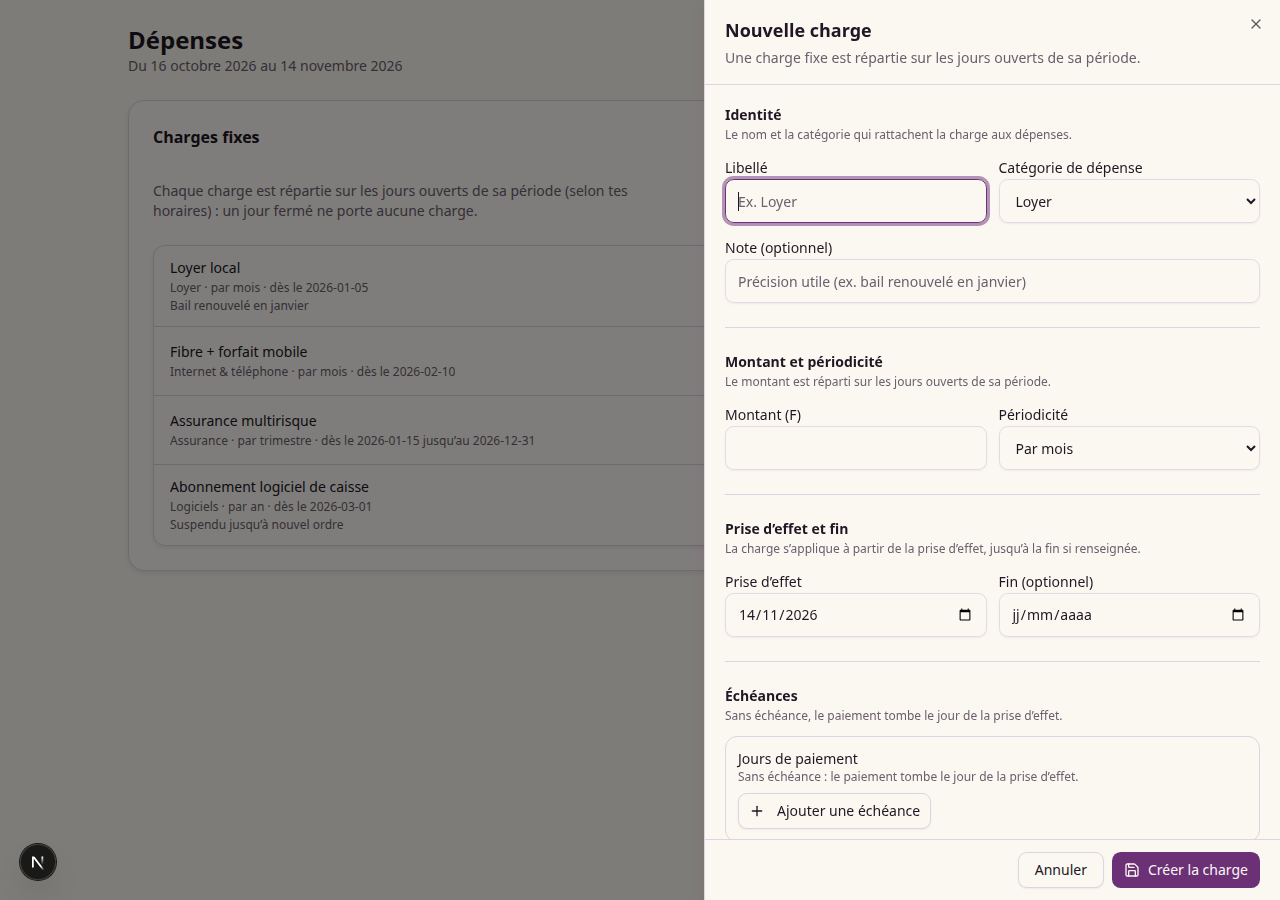 Dépenses
Du 16 octobre 2026 au 14 novembre 2026
Charges fixes
Chaque charge est répartie sur les jours ouverts de sa période (selon tes
horaires) : un jour fermé ne porte aucune charge.
Loyer local
Loyer · par mois · dès le 2026-01-05
Bail renouvelé en janvier
Fibre + forfait mobile
Internet & téléphone · par mois · dès le 2026-02-10
Assurance multirisque
Assurance · par trimestre · dès le 2026-01-15 jusqu’au 2026-12-31
Abonnement logiciel de caisse
Logiciels · par an · dès le 2026-03-01
Suspendu jusqu’à nouvel ordre
N
Nouvelle charge
Une charge fixe est répartie sur les jours ouverts de sa période.
Identité
Le nom et la catégorie qui rattachent la charge aux dépenses.
Libellé
Catégorie de dépense
Ex. Loyer
Loyer
Note (optionnel)
Précision utile (ex. bail renouvelé en janvier)
Montant et périodicité
Le montant est réparti sur les jours ouverts de sa période.
Montant (F)
Périodicité
Par mois
Prise d’effet et fin
La charge s’applique à partir de la prise d’effet, jusqu’à la fin si renseignée.
Prise d’effet
Fin (optionnel)
14/11/2026
jj/mm/aaaa
Échéances
Sans échéance, le paiement tombe le jour de la prise d’effet.
Jours de paiement
Sans échéance : le paiement tombe le jour de la prise d’effet.
Ajouter une échéance
Annuler
Créer la charge